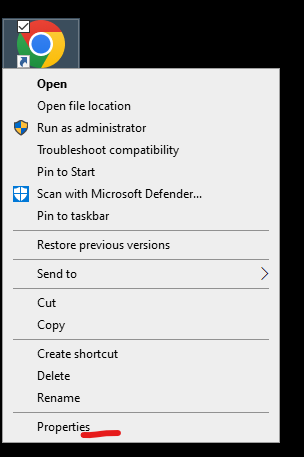 Open
Open file location
Run as administrator
Troubleshoot compatibility
Pin to Start
Scan with Microsoft Defender...
Pin to taskbar
Restore previous versions
Send to
Cut
Copy
Create shortcut
Delete
Rename
Properties